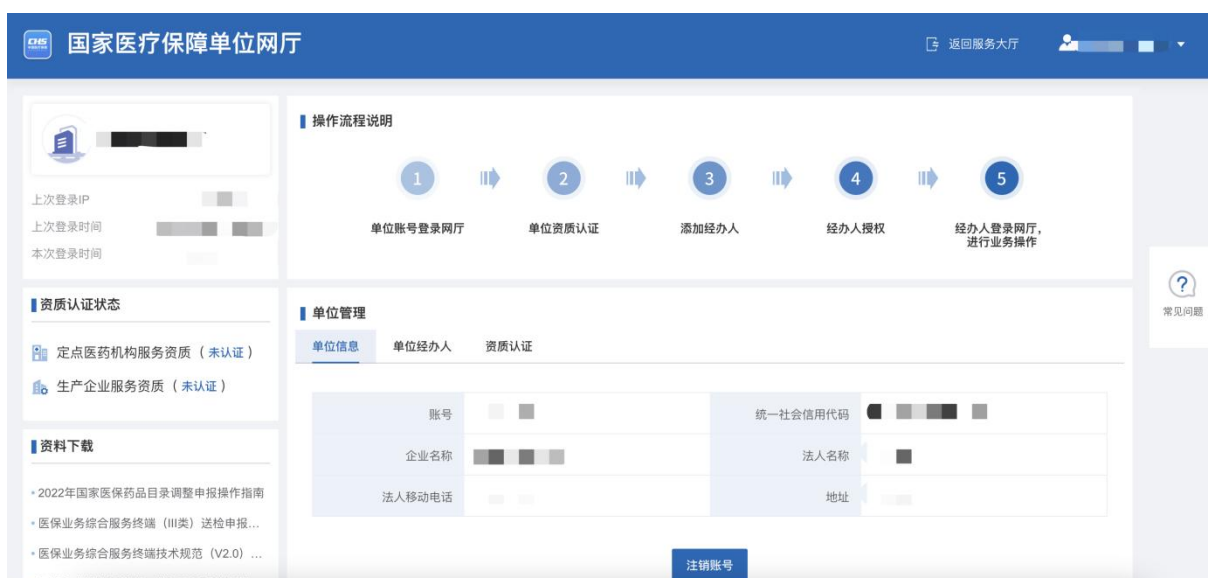 CHS
国家医疗保障单位网厅
返回服务大厅
上次登录IP
上次登录时间
本次登录时间
操作流程说明
1
2
3
4
5
单位账号登录网厅
单位资质认证
添加经办人
经办人授权
经办人登录网厅，
进行业务操作
常见问题
资质认证状态
定点医药机构服务资质（未认证）
生产企业服务资质（未认证）
资料下载
• 2022年国家医保药品目录调整申报操作指南
• 医保业务综合服务终端（III类）送检申报...
• 医保业务综合服务终端技术规范（V2.0）...
单位管理
单位信息 单位经办人 资质认证
账号 统一社会信用代码
企业名称 法人名称
法人移动电话 地址
注销账号